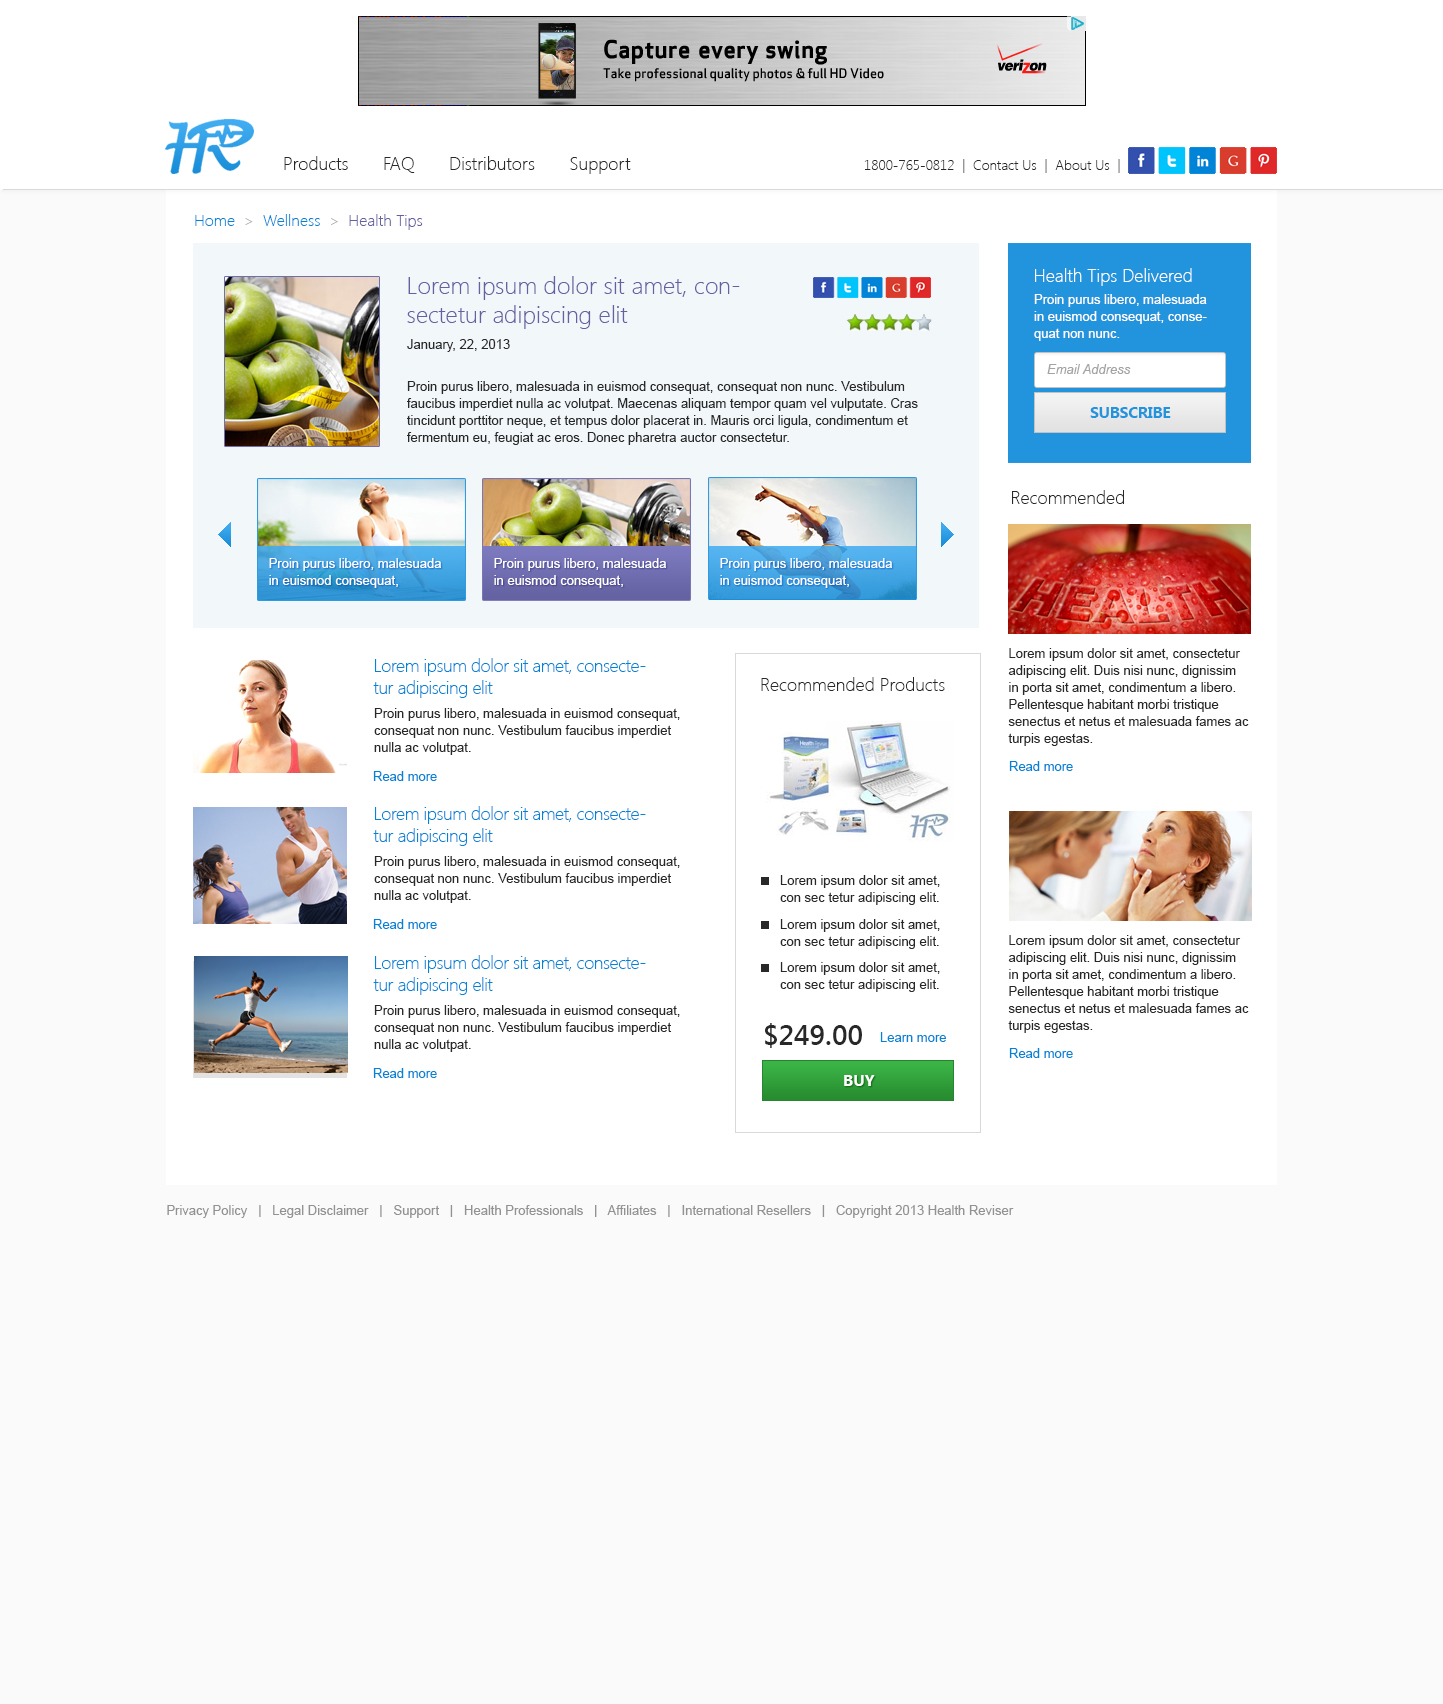 Capture every swing
Take professional quality photos & full HD Video
verizon
HR
Products FAQ Distributors Support
1800-765-0812 | Contact Us | About Us |
Home > Wellness > Health Tips
Lorem ipsum dolor sit amet, con-
sectetur adipiscing elit
January, 22, 2013
Proin purus libero, malesuada in euismod consequat, consequat non nunc. Vestibulum
faucibus imperdiet nulla ac volutpat. Maecenas aliquam tempor quam vel vulputate. Cras
tincidunt porttitor neque, et tempus dolor placerat in. Mauris orci ligula, condimentum et
fermentum eu, feugiat ac eros. Donec pharetra auctor consectetur.
Proin purus libero, malesuada
in euismod consequat,
Proin purus libero, malesuada
in euismod consequat,
Proin purus libero, malesuada
in euismod consequat,
Lorem ipsum dolor sit amet, consecte-
tur adipiscing elit
Proin purus libero, malesuada in euismod consequat,
consequat non nunc. Vestibulum faucibus imperdiet
nulla ac volutpat.
Read more
Lorem ipsum dolor sit amet, consecte-
tur adipiscing elit
Proin purus libero, malesuada in euismod consequat,
consequat non nunc. Vestibulum faucibus imperdiet
nulla ac volutpat.
Read more
Lorem ipsum dolor sit amet, consecte-
tur adipiscing elit
Proin purus libero, malesuada in euismod consequat,
consequat non nunc. Vestibulum faucibus imperdiet
nulla ac volutpat.
Read more
Recommended Products
HR
Lorem ipsum dolor sit amet,
con sec tetur adipiscing elit.
Lorem ipsum dolor sit amet,
con sec tetur adipiscing elit.
Lorem ipsum dolor sit amet,
con sec tetur adipiscing elit.
$249.00 Learn more
BUY
Health Tips Delivered
Proin purus libero, malesuada
in euismod consequat, conse-
quat non nunc.
Email Address
SUBSCRIBE
Recommended
HEALTH
Lorem ipsum dolor sit amet, consectetur
adipiscing elit. Duis nisi nunc, dignissim
in porta sit amet, condimentum a libero.
Pellentesque habitant morbi tristique
senectus et netus et malesuada fames ac
turpis egestas.
Read more
Lorem ipsum dolor sit amet, consectetur
adipiscing elit. Duis nisi nunc, dignissim
in porta sit amet, condimentum a libero.
Pellentesque habitant morbi tristique
senectus et netus et malesuada fames ac
turpis egestas.
Read more
Privacy Policy | Legal Disclaimer | Support | Health Professionals | Affiliates | International Resellers | Copyright 2013 Health Reviser